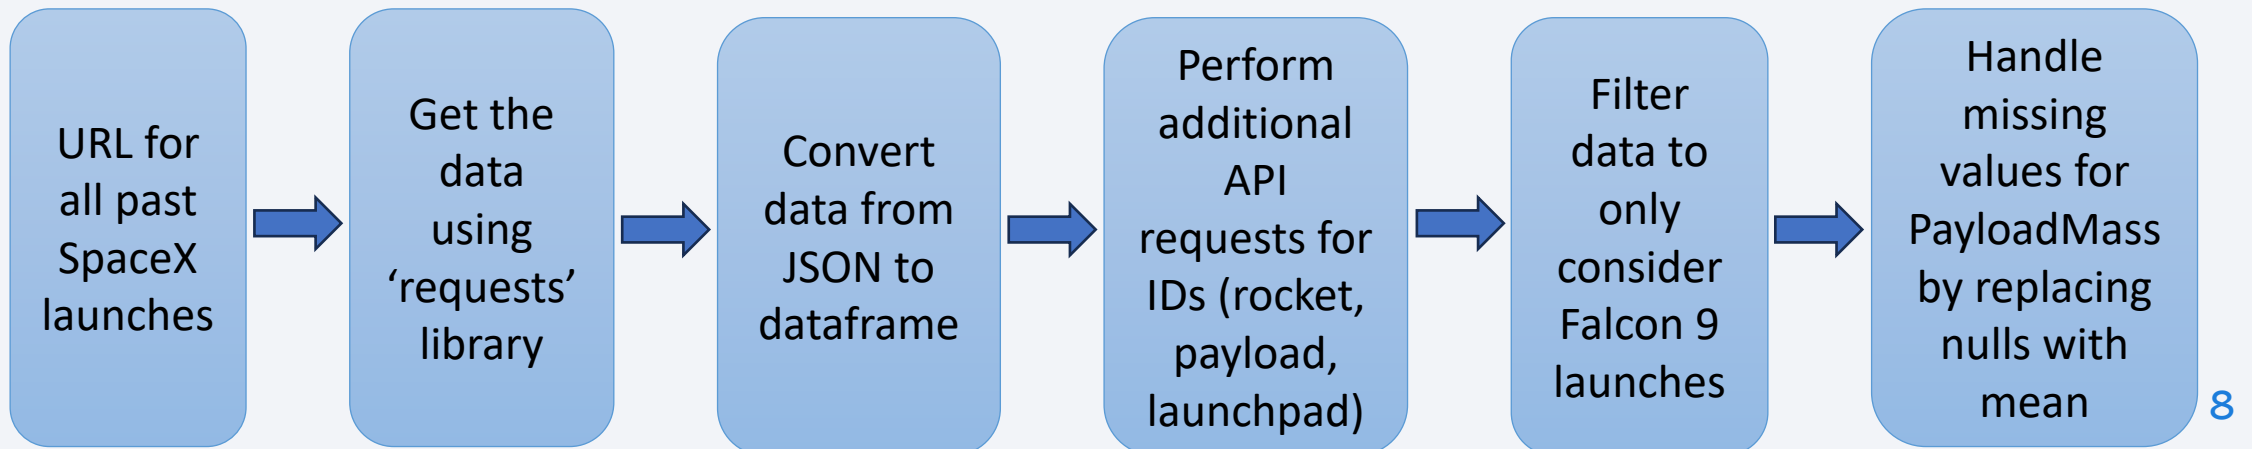 URL for
all past
SpaceX
launches
Get the
data
using
‘requests’
library
Convert
data from
JSON to
dataframe
Perform
additional
API
requests for
IDs (rocket,
payload,
launchpad)
Filter
data to
only
consider
Falcon 9
launches
Handle
missing
values for
PayloadMass
by replacing
nulls with
mean
8